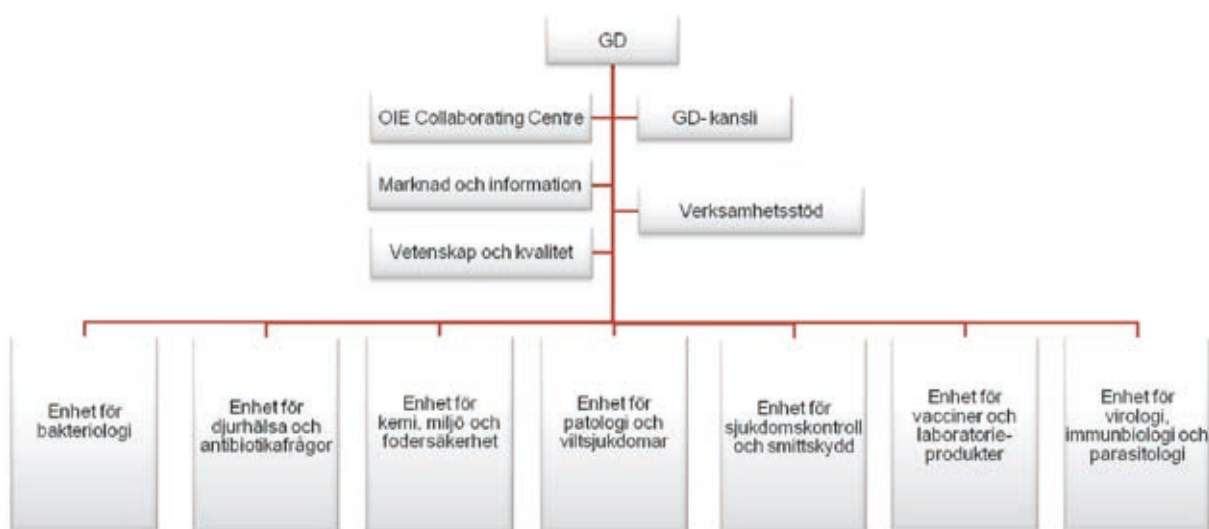 GD
OIE Collaborating Centre
GD- kansli
Marknad och information
Verksamhetsstöd
Vetenskap och kvalitet
Enhet för
bakteriologi
Enhet för
djurhälsa och
antibiotikafrågor
Enhet för
kemi, miljö och
fodersäkerhet
Enhet för
patologi och
viltsjukdomar
Enhet för
sjukdomskontroll
och smittskydd
Enhet för
vacciner och
laboratorie-
produkter
Enhet för
virologi,
immunbiologi och
parasitologi